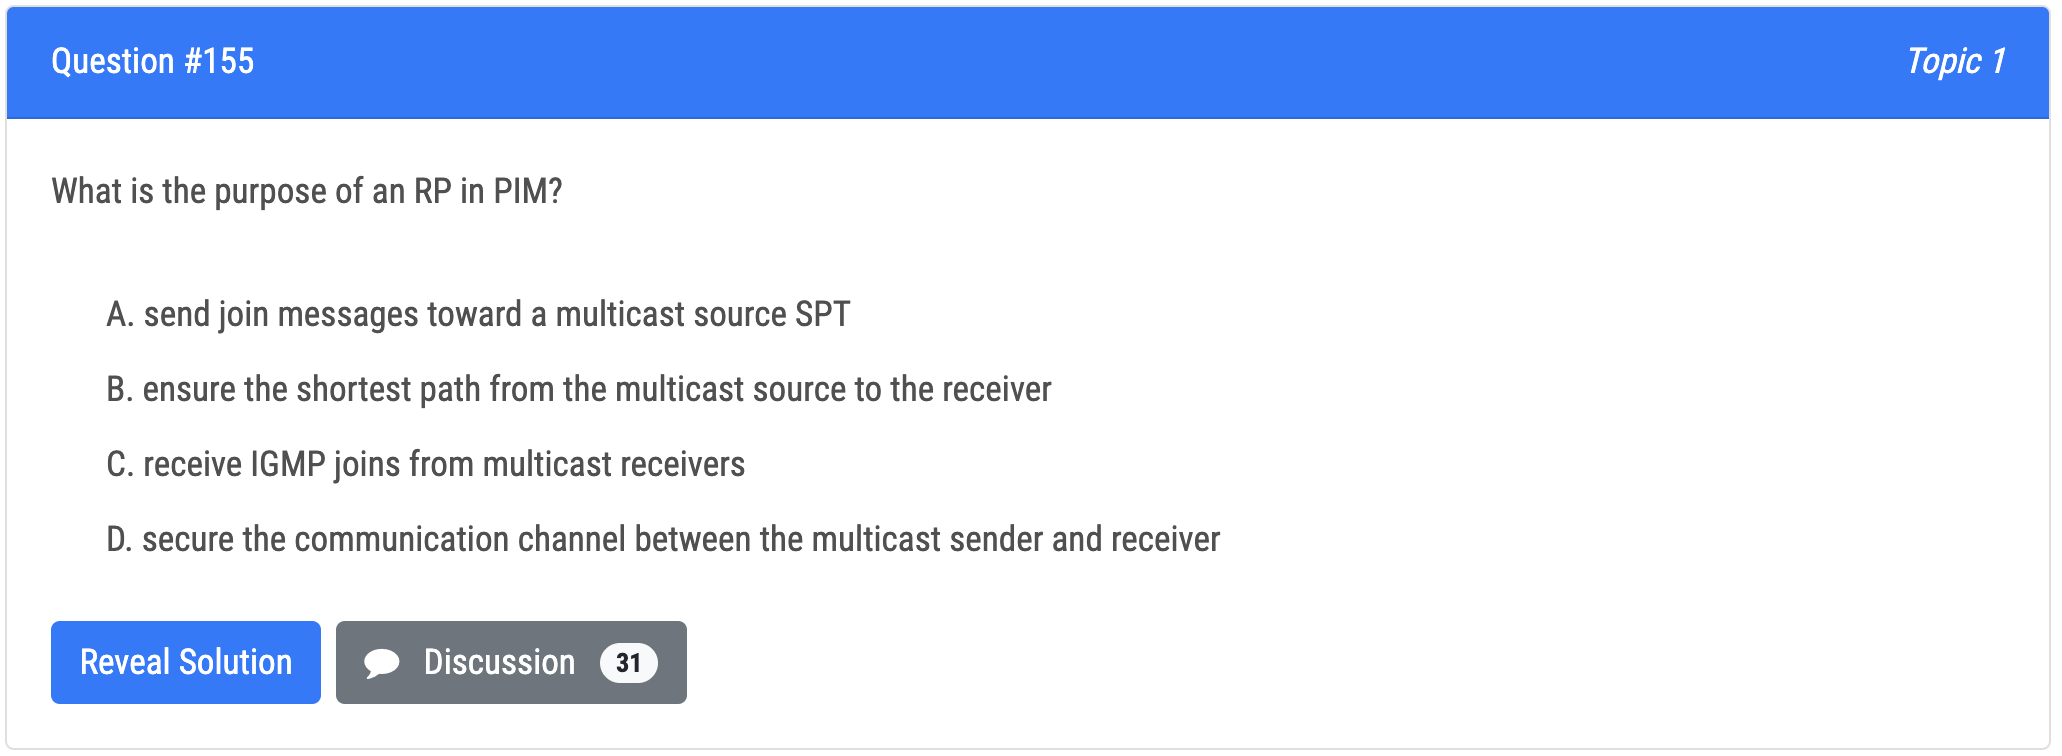 Question #155
Topic 1
What is the purpose of an RP in PIM?
A. send join messages toward a multicast source SPT
B. ensure the shortest path from the multicast source to the receiver
C. receive IGMP joins from multicast receivers
D. secure the communication channel between the multicast sender and receiver
Reveal Solution
Discussion 31